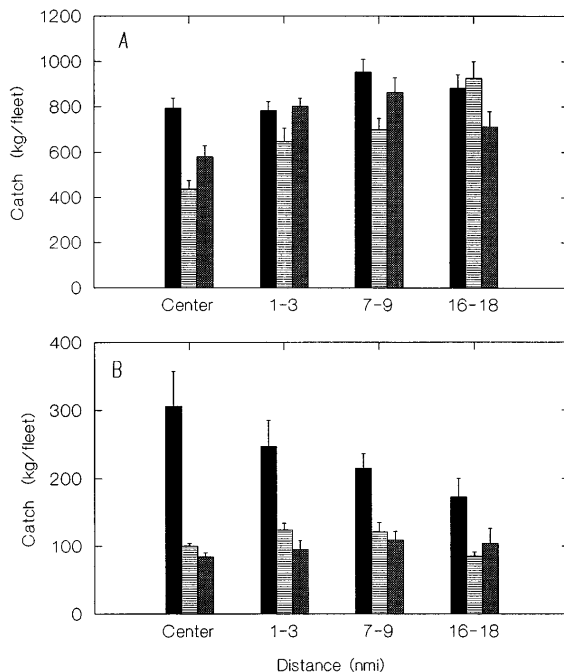 A
1200
1000
800
600
400
200
0
Catch (kg/fleet)
Center 1-3 7-9 16-18
B
400
300
200
100
0
Catch (kg/fleet)
Center 1-3 7-9 16-18
Distance (nmi)